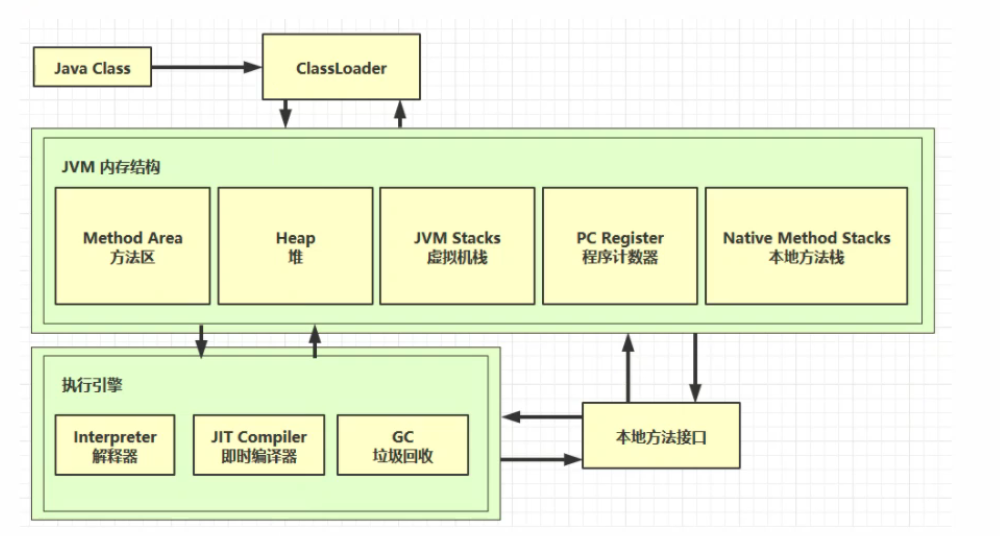 Java Class
ClassLoader
JVM 内存结构
Method Area
方法区
Heap
堆
JVM Stacks
虚拟机栈
PC Register
程序计数器
Native Method Stacks
本地方法栈
执行引擎
Interpreter
解释器
JIT Compiler
即时编译器
GC
垃圾回收
本地方法接口